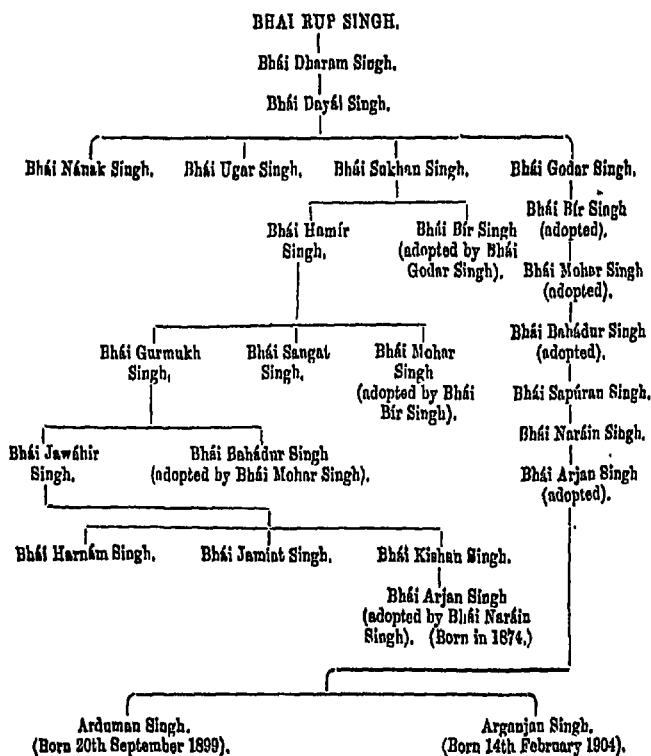 BHAI RUP SINGH.
Bhái Dharam Singh.
Bhái Dayál Singh.
Bhái Nának Singh. Bhái Ugar Singh. Bhái Sukhan Singh. Bhái Godar Singh.
Bhái Bír Singh
(adopted).
Bhái Hamír
Singh.
Bhái Bír Singh
(adopted by Bhái
Godar Singh).
Bhái Mohar Singh
(adopted).
Bhái Bahádur Singh
(adopted).
Bhái Gurmukh
Singh.
Bhái Sangat
Singh.
Bhái Mohar
Singh
(adopted by Bhái
Bír Singh).
Bhái Sapúran Singh.
Bhái Naráin Singh.
Bhái Jawáhir
Singh.
Bhái Bahádur Singh
(adopted by Bhái Mohar Singh).
Bhái Arjan Singh
(adopted).
Bhái Harnám Singh. Bhái Jamint Singh. Bhái Kishan Singh.
Bhái Arjan Singh
(adopted by Bhái Naráin
Singh). (Born in 1874.)
Arduman Singh.
(Born 20th September 1899).
Arganjan Singh.
(Born 14th February 1904).